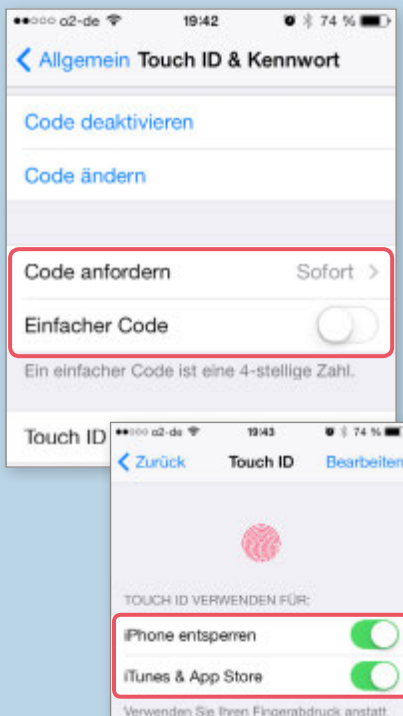 o2-de 19:42 74 %
Allgemein Touch ID & Kennwort
Code deaktivieren
Code ändern
Code anfordern Sofort
Einfacher Code
Ein einfacher Code ist eine 4-stellige Zahl.
Touch ID
o2-de 19:43 74 %
Zurück Touch ID Bearbeiten
TOUCH ID VERWENDEN FÜR:
iPhone entsperren
iTunes & App Store
Verwenden Sie Ihren Fingerabdruck anstatt